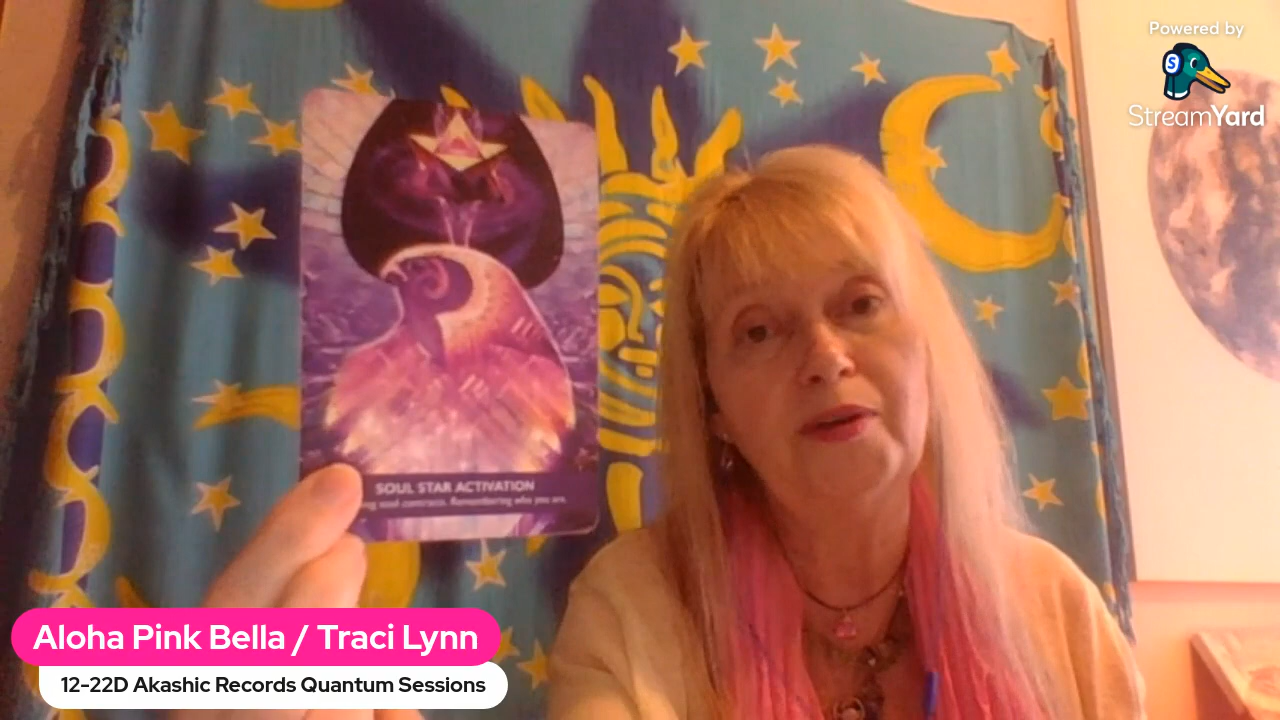 Powered by
S
StreamYard
SOUL STAR ACTIVATION
soul contracts. Remembering who you are.
Aloha Pink Bella / Traci Lynn
12-22D Akashic Records Quantum Sessions